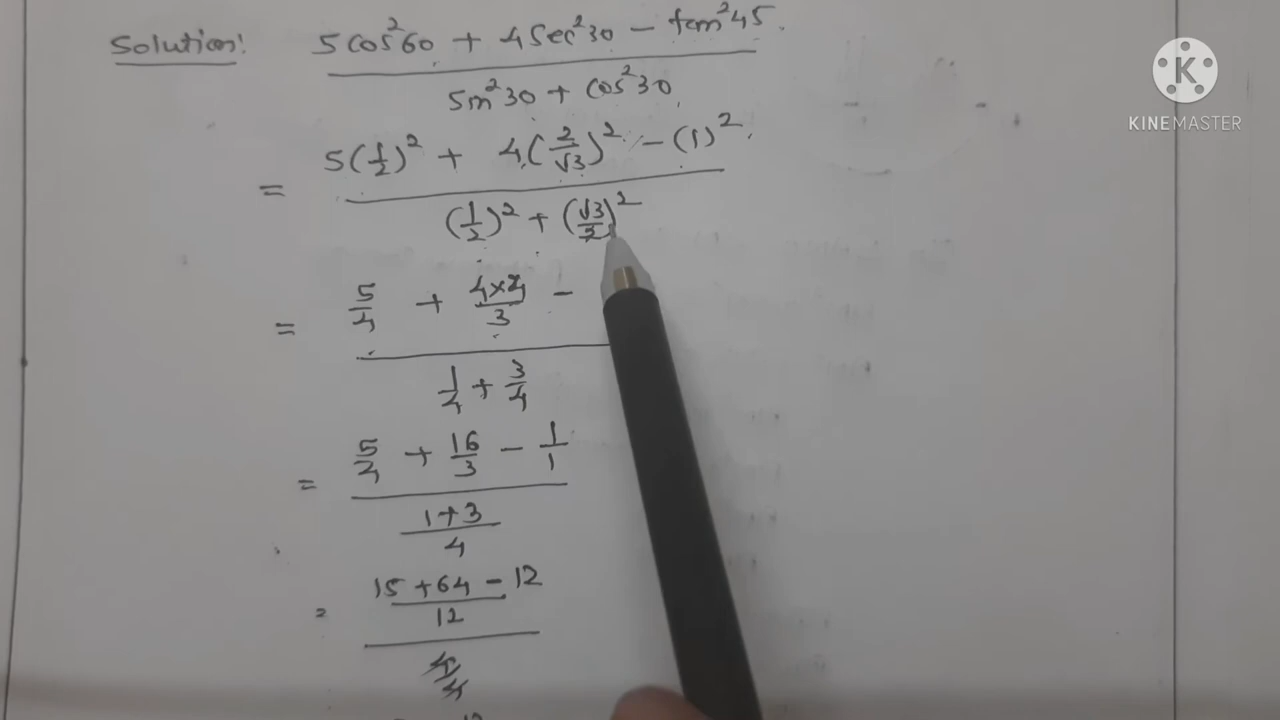 Solution: 5cos²60 + 4sec²30 - tan²45.
sin²30 + cos²30
K
KINEMASTER
= 5(1/2)² + 4(2/√3)² - (1)²
(1/2)² + (√3/2)²
= 5/4 + 4×4/3 -
1/4 + 3/4
= 5/4 + 16/3 - 1/1
1+3
4
= 15 + 64 - 12
12
4/4